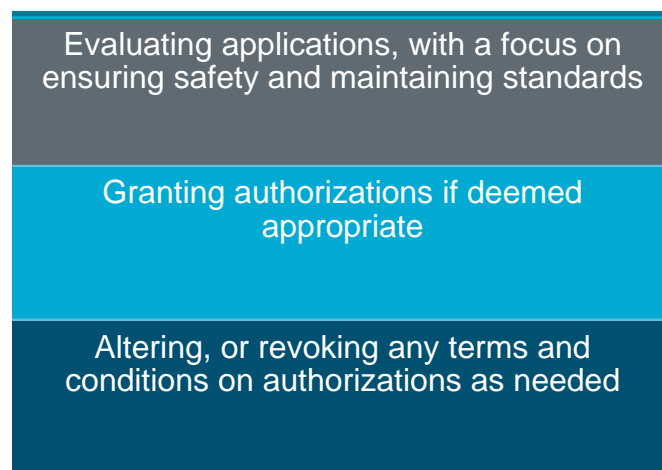 Evaluating applications, with a focus on
ensuring safety and maintaining standards
Granting authorizations if deemed
appropriate
Altering, or revoking any terms and
conditions on authorizations as needed